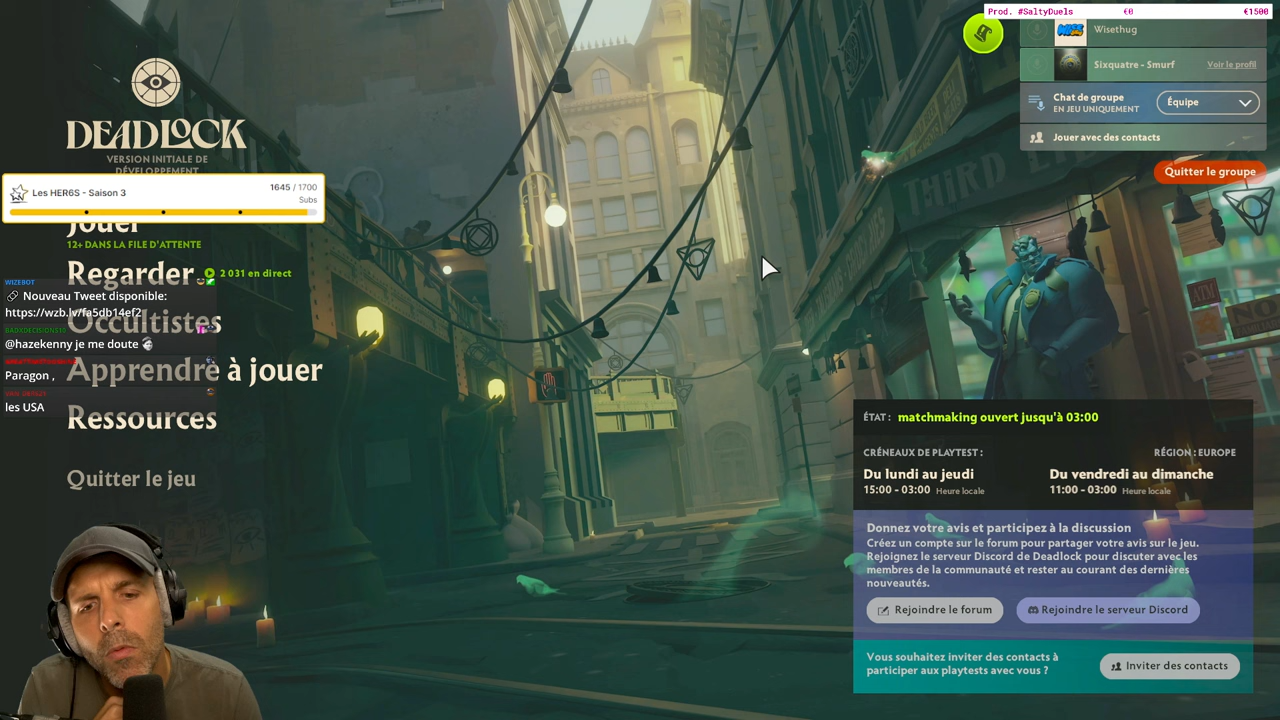 Prod. #SaltyDuels €0 €1500
Wisethug
Sixquatre - Smurf Voir le profil
Chat de groupe
EN JEU UNIQUEMENT
Équipe
Jouer avec des contacts
Quitter le groupe
DEADLOCK
VERSION INITIALE DE
DÉVELOPPEMENT
Les HER6S - Saison 3 1645 / 1700
Subs
Jouer
12+ DANS LA FILE D'ATTENTE
Regarder 2 031 en direct
WIZEBOT
Nouveau Tweet disponible:
https://wzb.lv/fa5db14ef2
Occultistes
@hazekenny je me doute
Apprendre à jouer
Paragon ,
les USA
Ressources
Quitter le jeu
THIRD EYE
ATM
NO
ÉTAT : matchmaking ouvert jusqu'à 03:00
CRÉNEAUX DE PLAYTEST : RÉGION : EUROPE
Du lundi au jeudi Du vendredi au dimanche
15:00 - 03:00 Heure locale 11:00 - 03:00 Heure locale
Donnez votre avis et participez à la discussion
Créez un compte sur le forum pour partager votre avis sur le jeu.
Rejoignez le serveur Discord de Deadlock pour discuter avec les
membres de la communauté et rester au courant des dernières
nouveautés.
Rejoindre le forum Rejoindre le serveur Discord
Vous souhaitez inviter des contacts à
participer aux playtests avec vous ?
Inviter des contacts